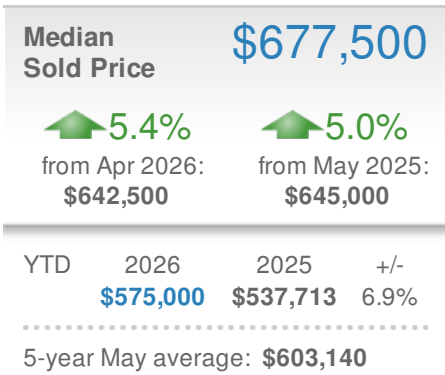 Median
Sold Price
$677,500
5.4%
from Apr 2026:
$642,500
5.0%
from May 2025:
$645,000
YTD 2026 2025 +/-
$575,000 $537,713 6.9%
5-year May average: $603,140